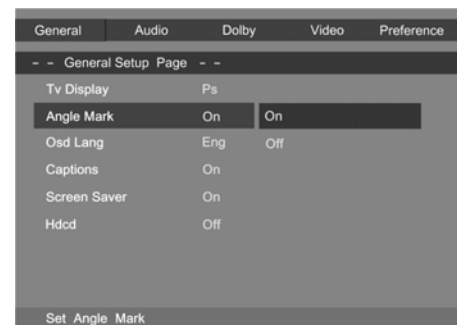 General Audio Dolby Video Preference
- - General Setup Page - -
Tv Display Ps
Angle Mark On On
Osd Lang Eng Off
Captions On
Screen Saver On
Hdcd Off
Set Angle Mark